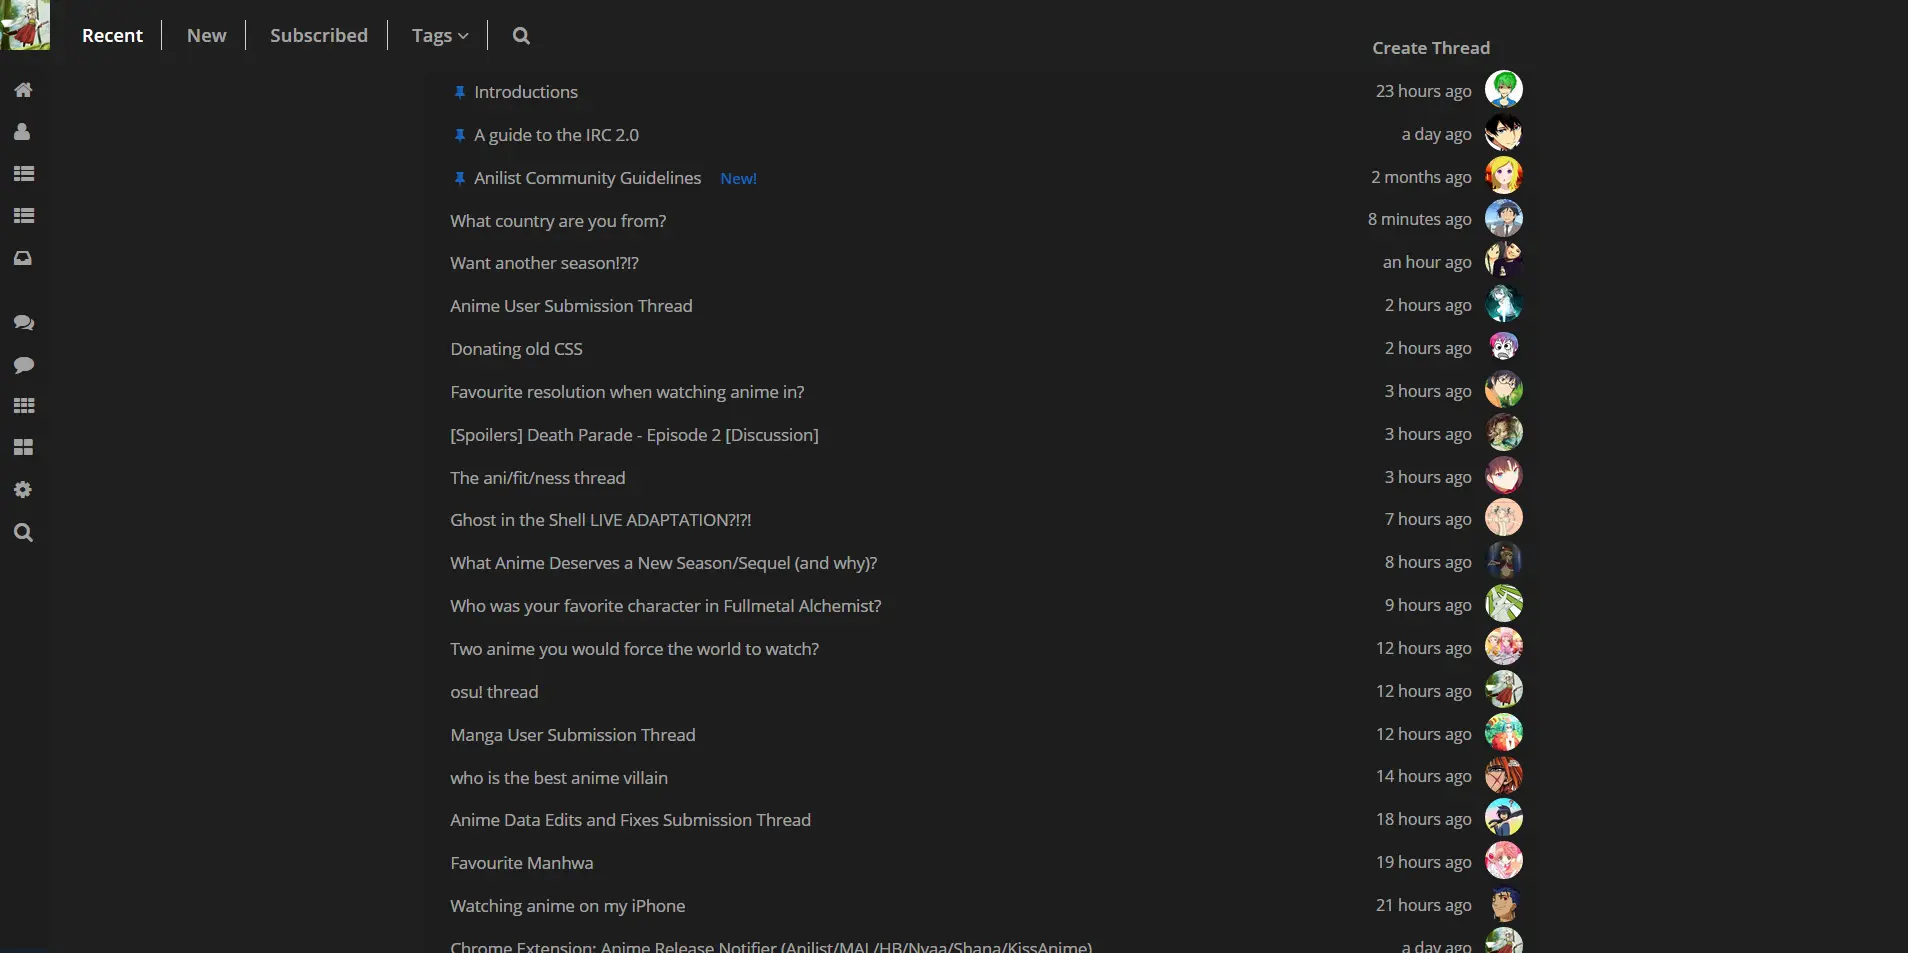 Recent New Subscribed Tags
Create Thread
Introductions 23 hours ago
A guide to the IRC 2.0 a day ago
Anilist Community Guidelines New! 2 months ago
What country are you from? 8 minutes ago
Want another season!?!? an hour ago
Anime User Submission Thread 2 hours ago
Donating old CSS 2 hours ago
Favourite resolution when watching anime in? 3 hours ago
[Spoilers] Death Parade - Episode 2 [Discussion] 3 hours ago
The ani/fit/ness thread 3 hours ago
Ghost in the Shell LIVE ADAPTATION?!?! 7 hours ago
What Anime Deserves a New Season/Sequel (and why)? 8 hours ago
Who was your favorite character in Fullmetal Alchemist? 9 hours ago
Two anime you would force the world to watch? 12 hours ago
osu! thread 12 hours ago
Manga User Submission Thread 12 hours ago
who is the best anime villain 14 hours ago
Anime Data Edits and Fixes Submission Thread 18 hours ago
Favourite Manhwa 19 hours ago
Watching anime on my iPhone 21 hours ago
Chrome Extension: Anime Release Notifier (Anilist/MAL/HB/Nyaa/Shana/KissAnime) a day ago